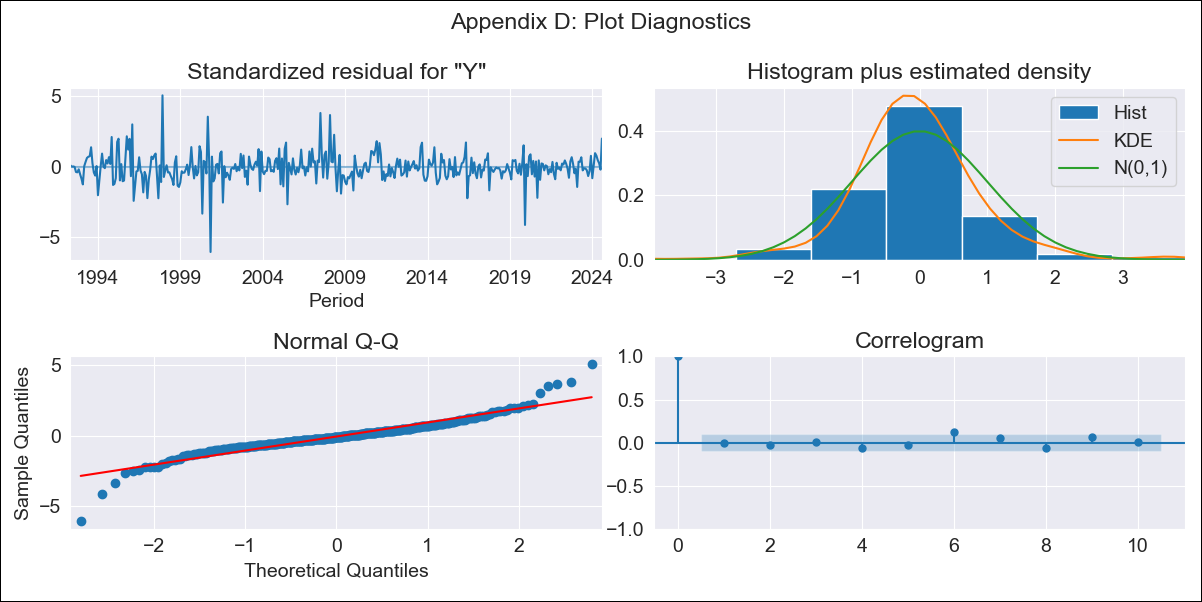 Appendix D: Plot Diagnostics
Standardized residual for "Y"
5
0
−5
1994 1999 2004 2009 2014 2019 2024
Period
Histogram plus estimated density
Hist
KDE
N(0,1)
0.4
0.2
0.0
−3 −2 −1 0 1 2 3
Normal Q-Q
Sample Quantiles
5
0
−5
−2 −1 0 1 2
Theoretical Quantiles
Correlogram
1.0
0.5
0.0
−0.5
−1.0
0 2 4 6 8 10